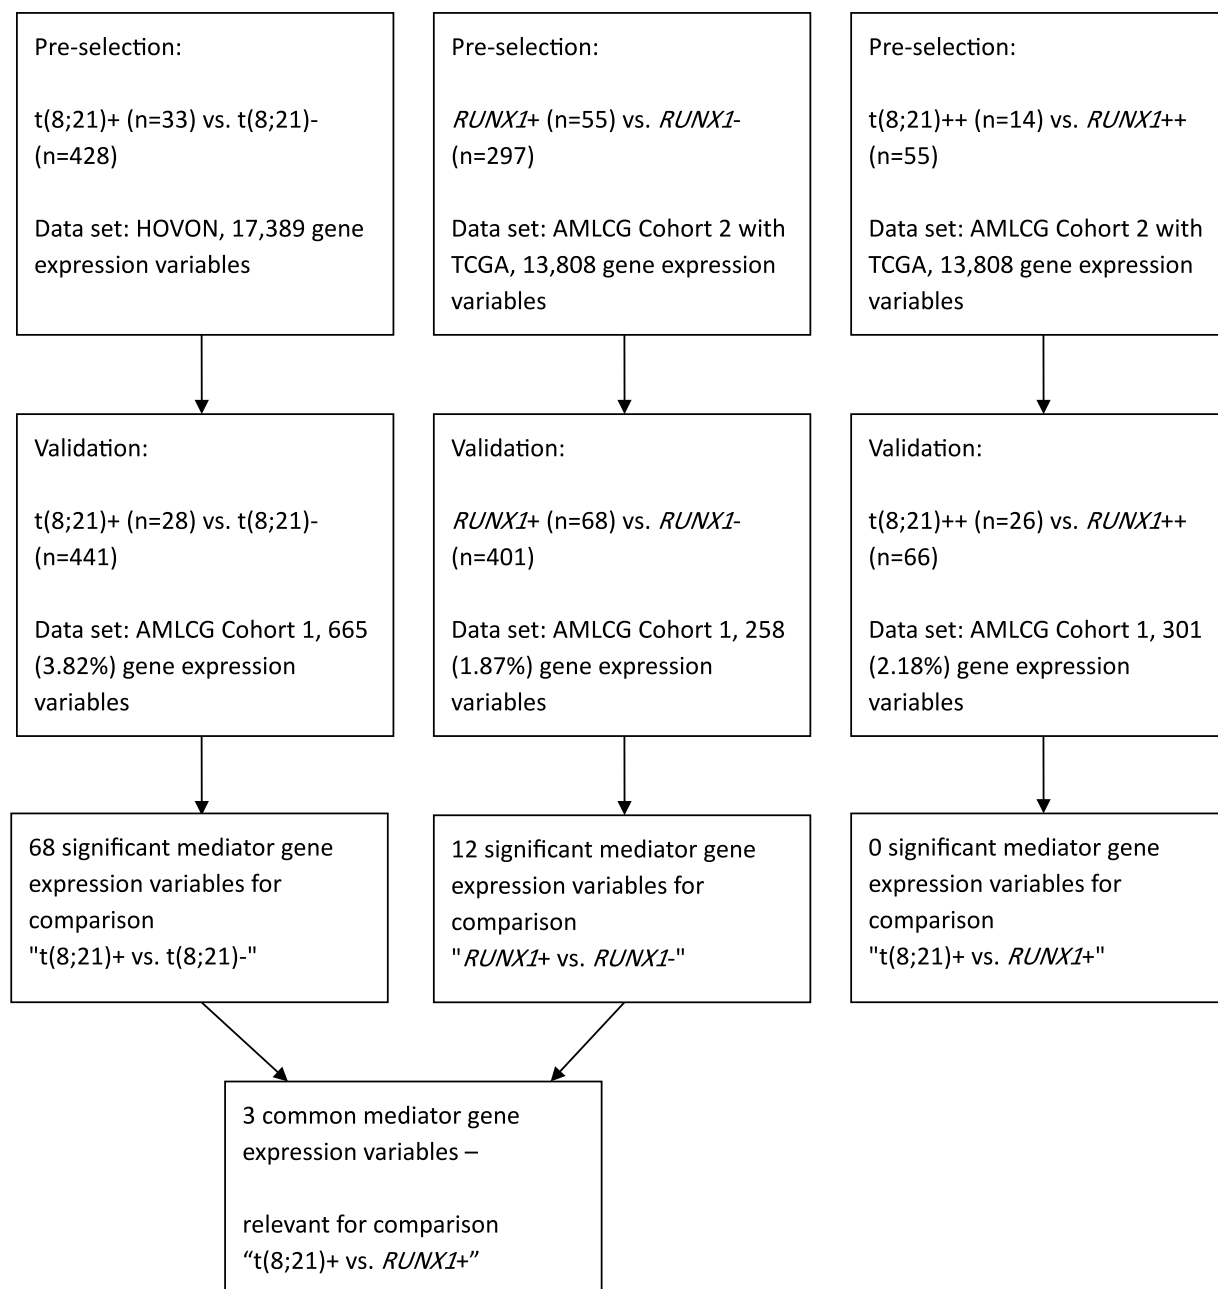 Pre-selection:
t(8;21)+ (n=33) vs. t(8;21)-
(n=428)
Data set: HOVON, 17,389 gene
expression variables
Pre-selection:
RUNX1+ (n=55) vs. RUNX1-
(n=297)
Data set: AMLCG Cohort 2 with
TCGA, 13,808 gene expression
variables
Pre-selection:
t(8;21)++ (n=14) vs. RUNX1++
(n=55)
Data set: AMLCG Cohort 2 with
TCGA, 13,808 gene expression
variables
Validation:
t(8;21)+ (n=28) vs. t(8;21)-
(n=441)
Data set: AMLCG Cohort 1, 665
(3.82%) gene expression
variables
Validation:
RUNX1+ (n=68) vs. RUNX1-
(n=401)
Data set: AMLCG Cohort 1, 258
(1.87%) gene expression
variables
Validation:
t(8;21)++ (n=26) vs. RUNX1++
(n=66)
Data set: AMLCG Cohort 1, 301
(2.18%) gene expression
variables
68 significant mediator gene
expression variables for
comparison
"t(8;21)+ vs. t(8;21)-"
12 significant mediator gene
expression variables for
comparison
"RUNX1+ vs. RUNX1-"
0 significant mediator gene
expression variables for
comparison
"t(8;21)+ vs. RUNX1+"
3 common mediator gene
expression variables –
relevant for comparison
“t(8;21)+ vs. RUNX1+”